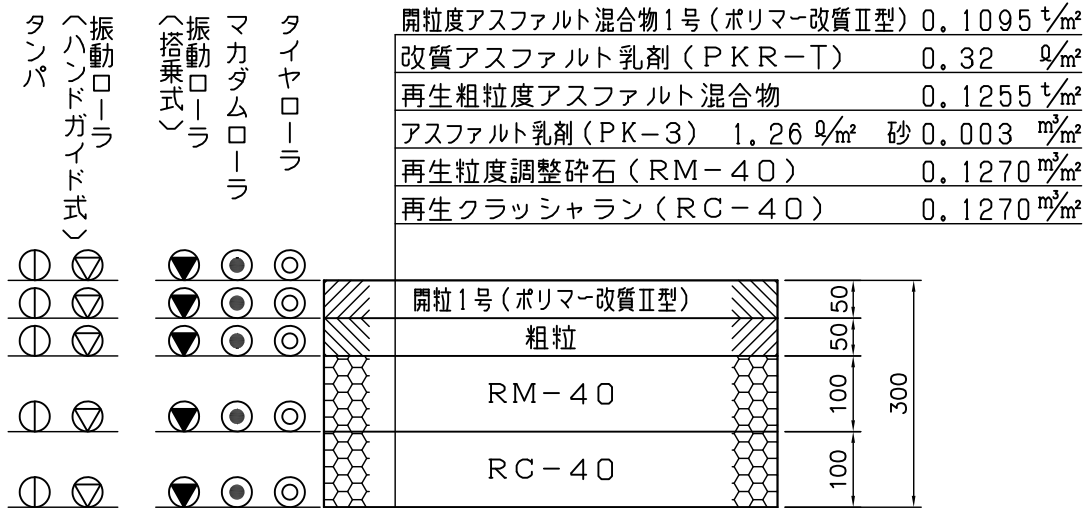 タンパ
振動ローラ
（ハンドガイド式）
振動ローラ
（搭乗式）
マカダムローラ
タイヤローラ
開粒度アスファルト混合物1号(ポリマー改質Ⅱ型) 0.1095 t/m²
改質アスファルト乳剤(PKR-T) 0.32 ℓ/m²
再生粗粒度アスファルト混合物 0.1255 t/m²
アスファルト乳剤(PK-3) 1.26 ℓ/m² 砂 0.003 m³/m²
再生粒度調整砕石(RM-40) 0.1270 m³/m²
再生クラッシャラン(RC-40) 0.1270 m³/m²
開粒1号(ポリマー改質Ⅱ型)
50
粗粒
50
RM-40
100
RC-40
100
300